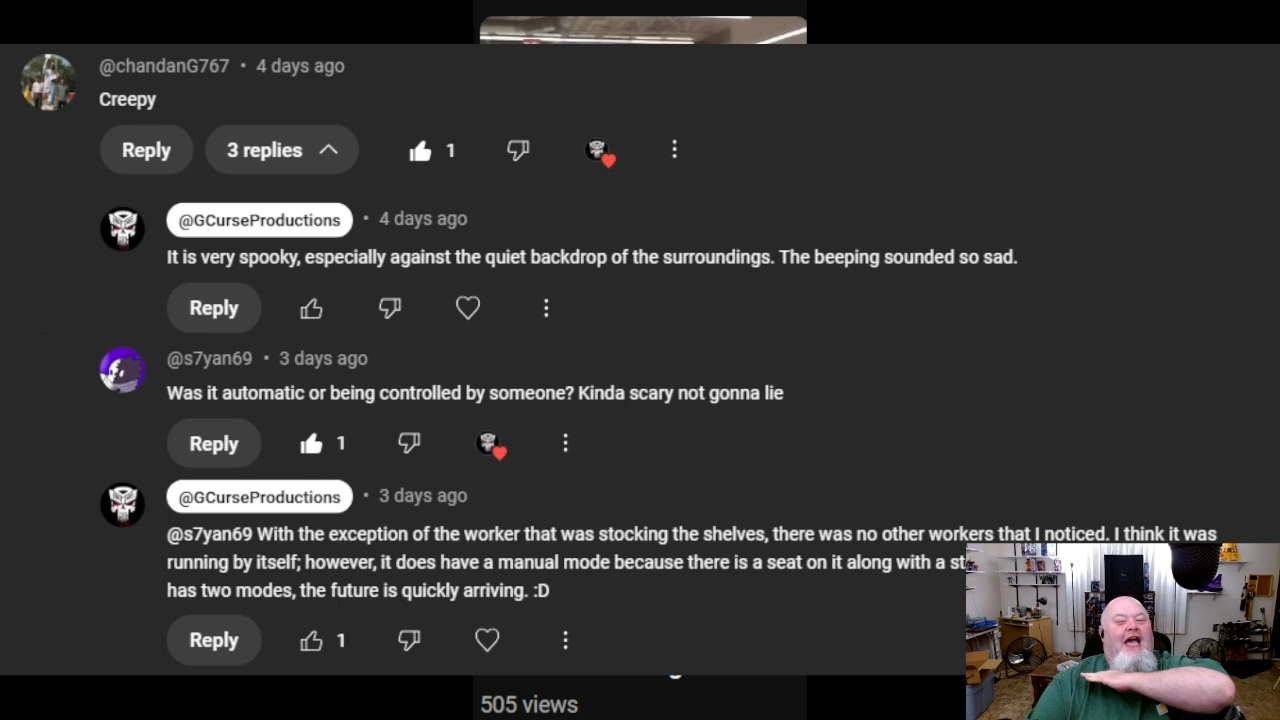 @chandanG767 • 4 days ago
Creepy
Reply
3 replies
1
@GCurseProductions • 4 days ago
It is very spooky, especially against the quiet backdrop of the surroundings. The beeping sounded so sad.
Reply
@s7yan69 • 3 days ago
Was it automatic or being controlled by someone? Kinda scary not gonna lie
Reply
1
@GCurseProductions • 3 days ago
@s7yan69 With the exception of the worker that was stocking the shelves, there was no other workers that I noticed. I think it was
running by itself; however, it does have a manual mode because there is a seat on it along with a
has two modes, the future is quickly arriving. :D
Reply
1
505 views